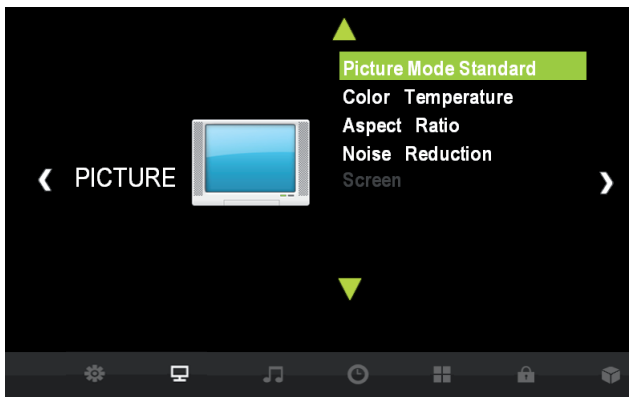 PICTURE
Picture Mode Standard
Color Temperature
Aspect Ratio
Noise Reduction
Screen